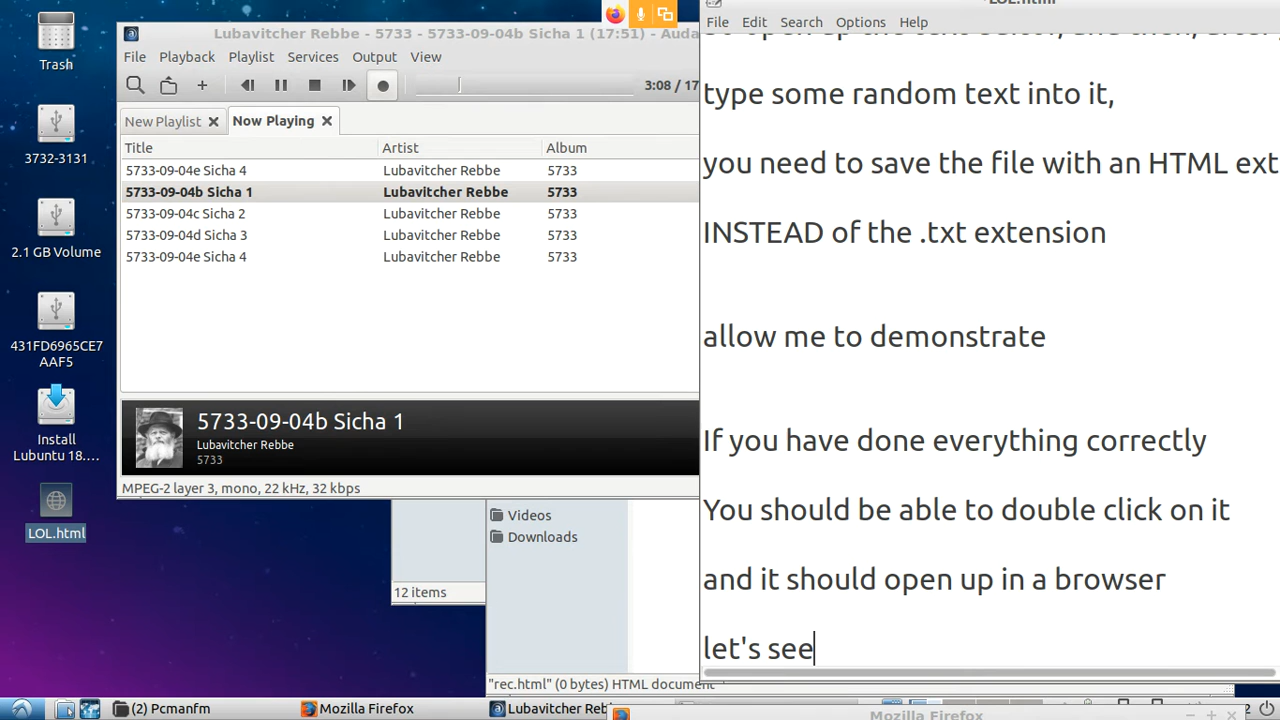 Trash
3732-3131
2.1 GB Volume
431FD6965CE7
AAF5
Install
Lubuntu 18....
LOL.html
Lubavitcher Rebbe - 5733 - 5733-09-04b Sicha 1 (17:51) - Auda
File Playback Playlist Services Output View
3:08 / 17
New Playlist
Now Playing
Title Artist Album
5733-09-04e Sicha 4 Lubavitcher Rebbe 5733
5733-09-04b Sicha 1 Lubavitcher Rebbe 5733
5733-09-04c Sicha 2 Lubavitcher Rebbe 5733
5733-09-04d Sicha 3 Lubavitcher Rebbe 5733
5733-09-04e Sicha 4 Lubavitcher Rebbe 5733
5733-09-04b Sicha 1
Lubavitcher Rebbe
5733
MPEG-2 layer 3, mono, 22 kHz, 32 kbps
Videos
Downloads
12 items
"rec.html" (0 bytes) HTML document
*LOL.html
File Edit Search Options Help
type some random text into it,
you need to save the file with an HTML ext
INSTEAD of the .txt extension
allow me to demonstrate
If you have done everything correctly
You should be able to double click on it
and it should open up in a browser
let's see
(2) Pcmanfm
Mozilla Firefox
Lubavitcher Reb
Mozilla Firefox
2